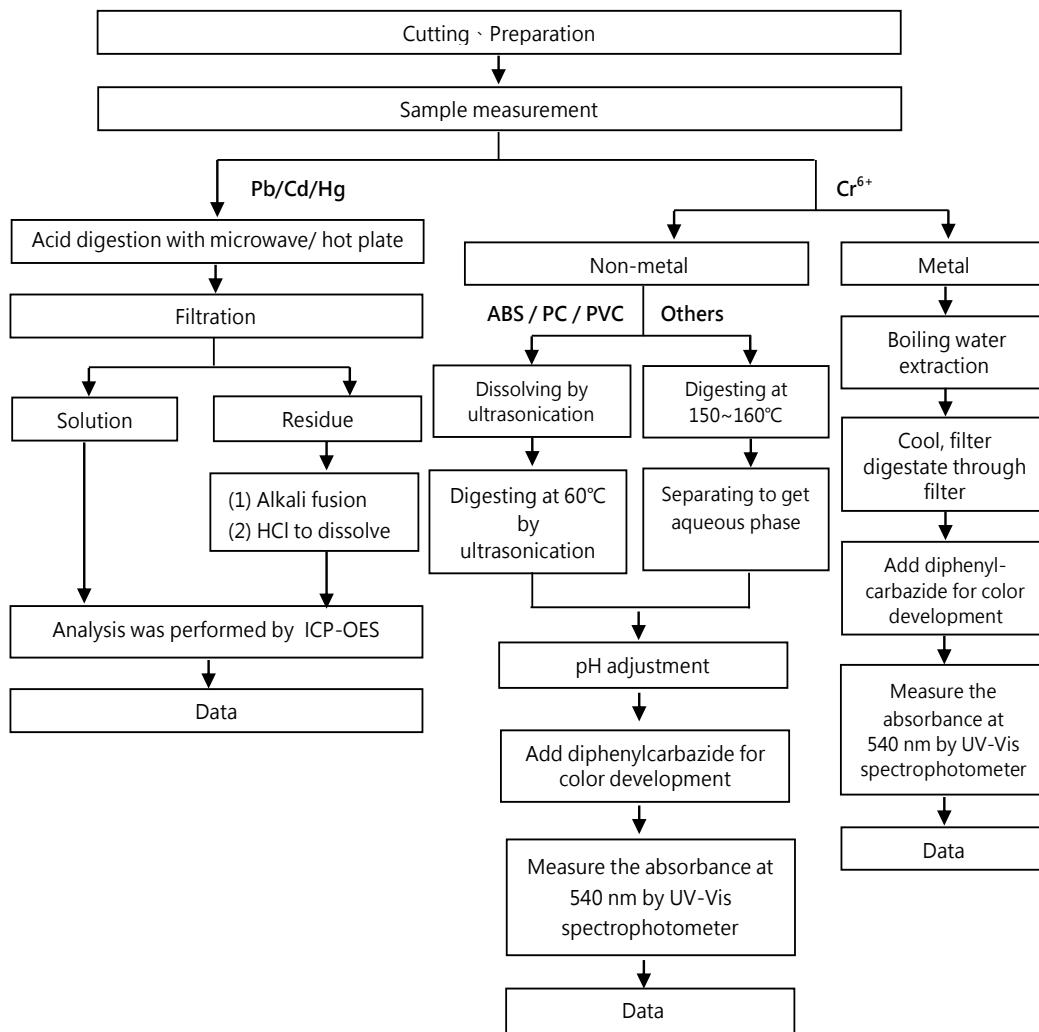 Cutting、Preparation
Sample measurement
Pb/Cd/Hg
Cr6+
Acid digestion with microwave/ hot plate
Filtration
Solution
Residue
(1) Alkali fusion
(2) HCl to dissolve
Analysis was performed by ICP-OES
Data
Non-metal
ABS / PC / PVC
Others
Dissolving by
ultrasonication
Digesting at
150~160℃
Digesting at 60℃
by
ultrasonication
Separating to get
aqueous phase
pH adjustment
Add diphenylcarbazide for
color development
Measure the absorbance at
540 nm by UV-Vis
spectrophotometer
Data
Metal
Boiling water
extraction
Cool, filter
digestate through
filter
Add diphenyl-
carbazide for color
development
Measure the
absorbance at
540 nm by UV-Vis
spectrophotometer
Data